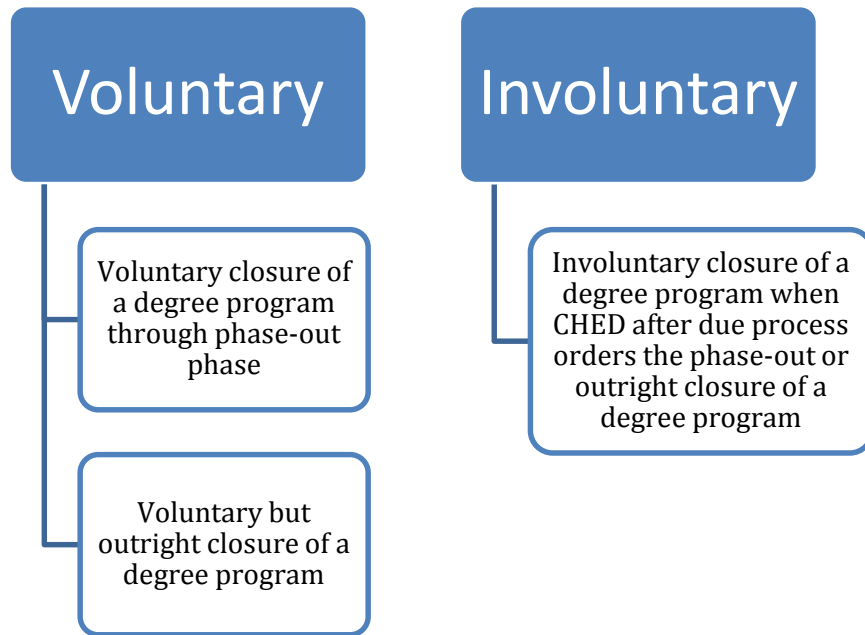 Voluntary
Voluntary closure of
a degree program
through phase-out
phase
Voluntary but
outright closure of a
degree program
Involuntary
Involuntary closure of a
degree program when
CHED after due process
orders the phase-out or
outright closure of a
degree program